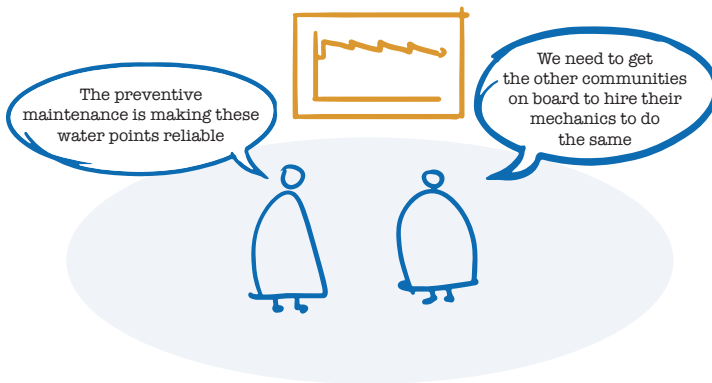 The preventive
maintenance is making these
water points reliable
We need to get
the other communities
on board to hire their
mechanics to do
the same